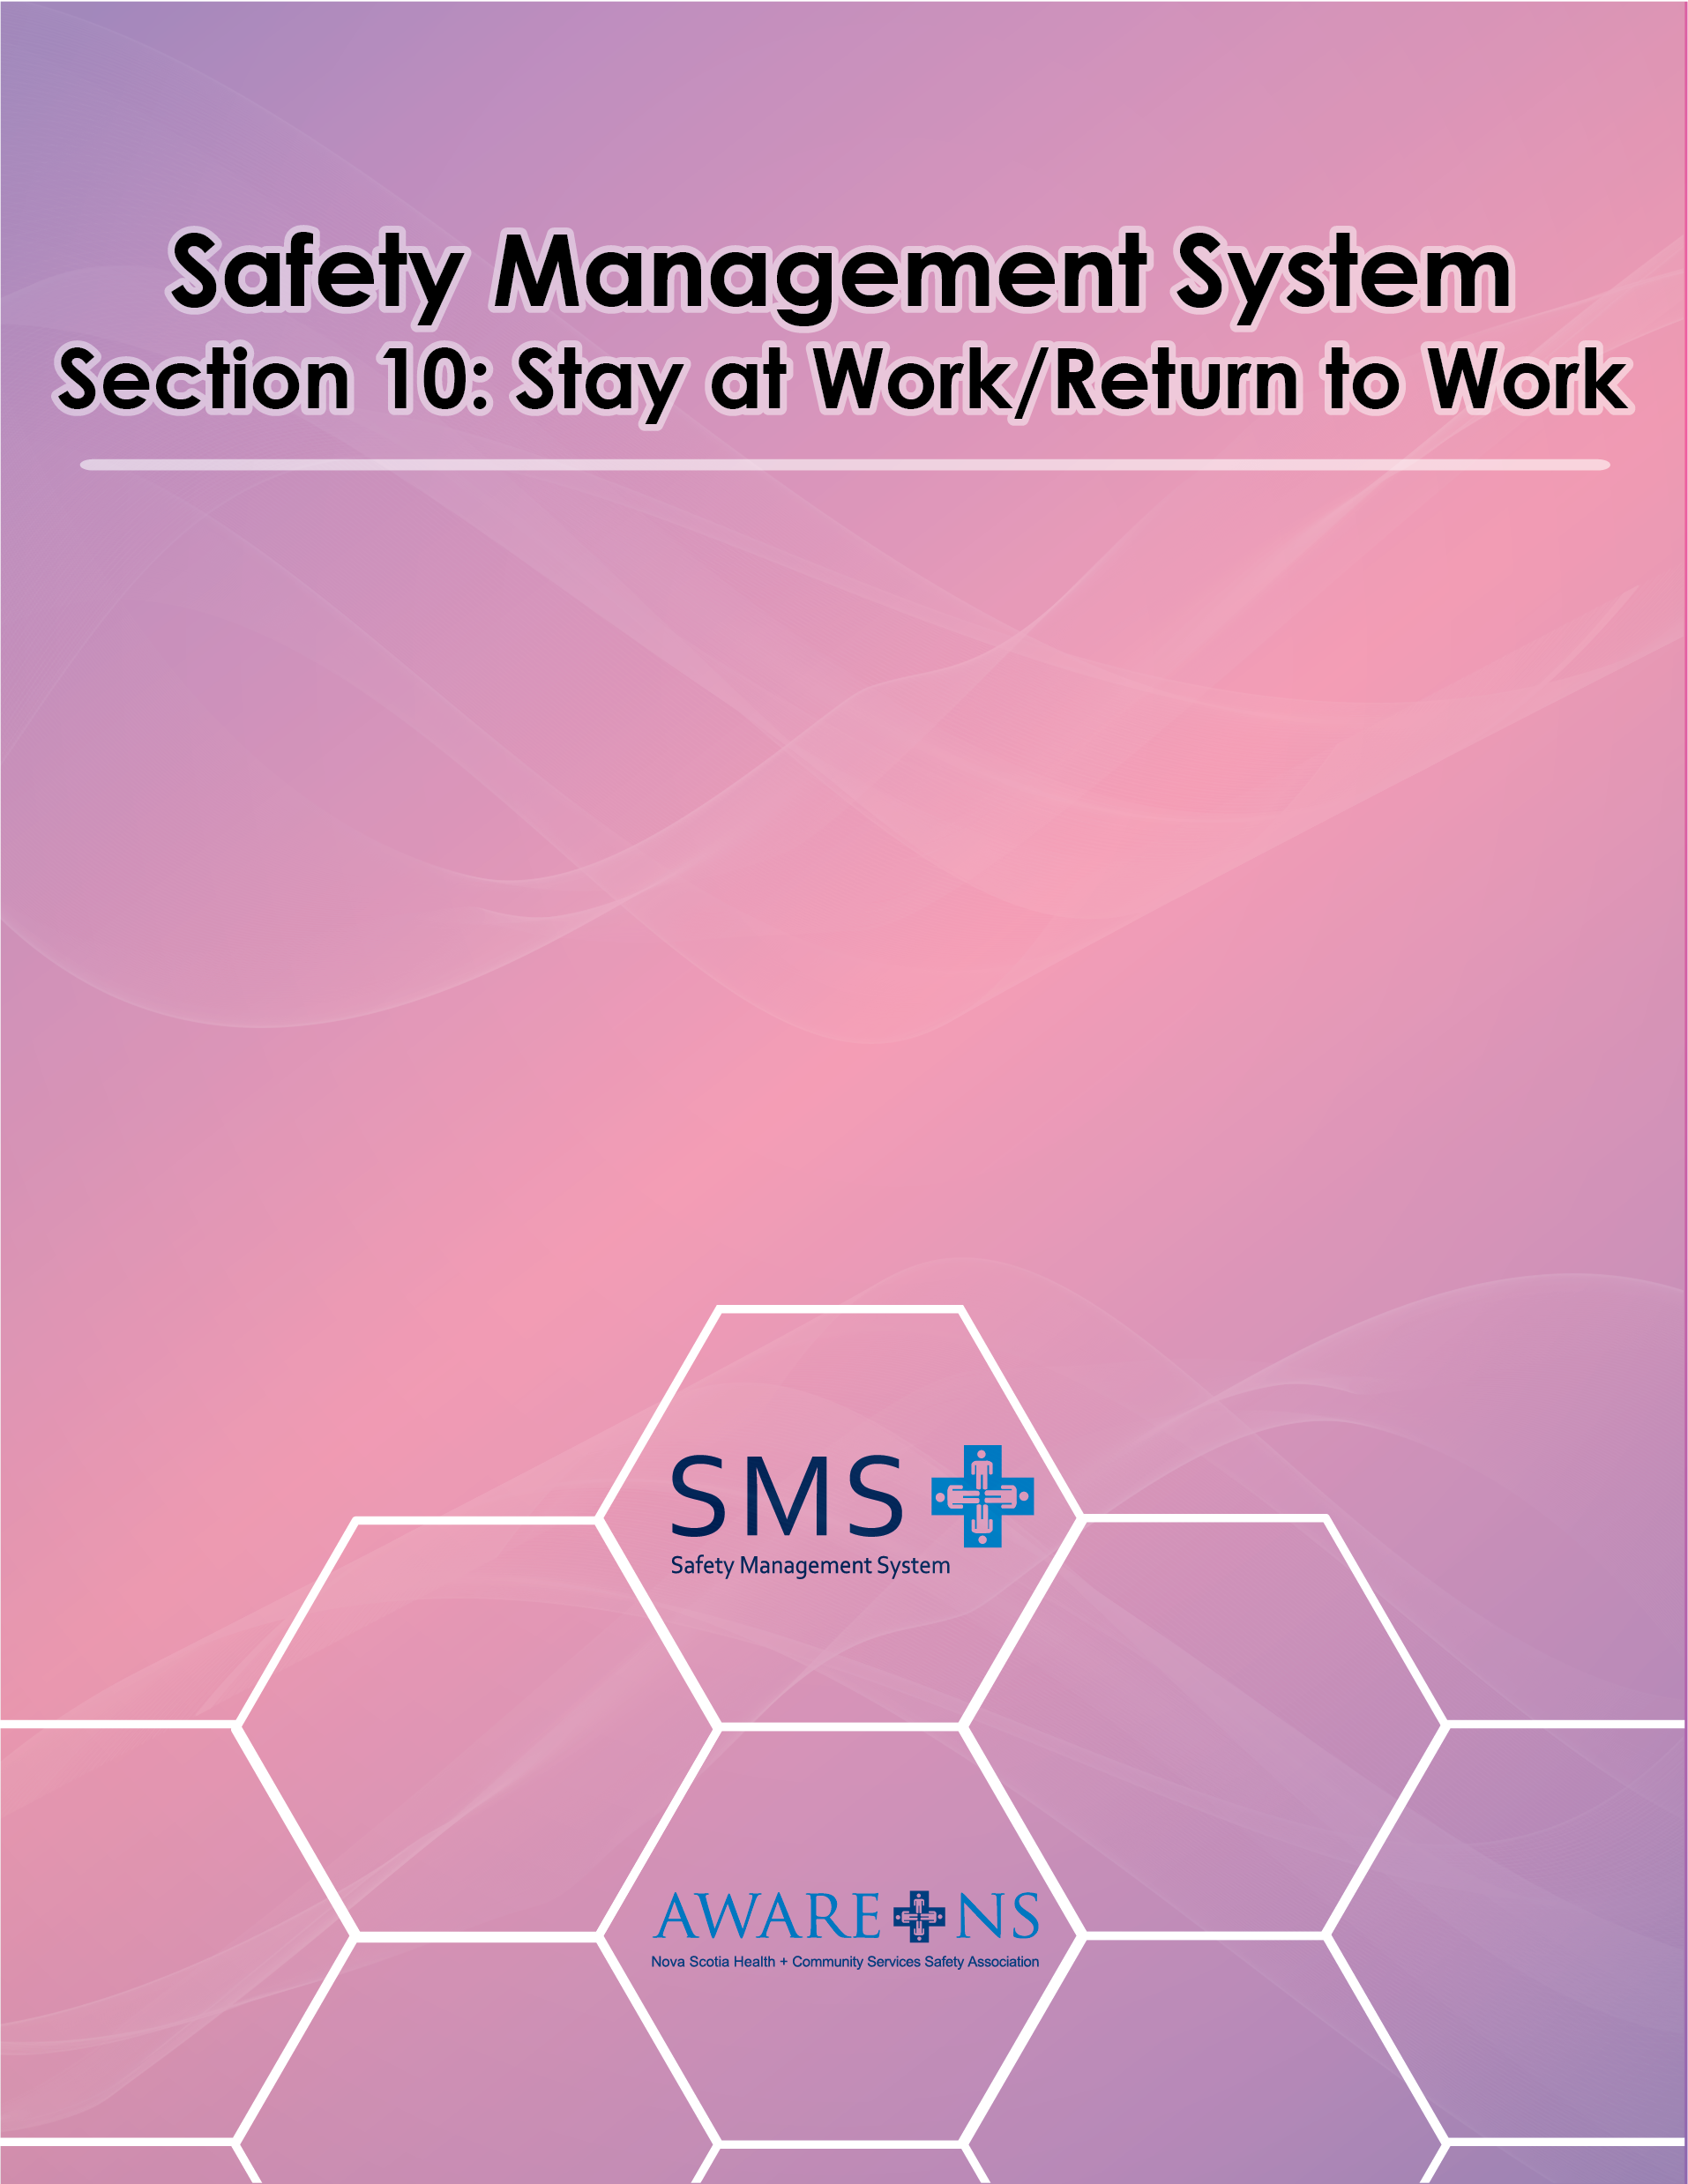 Safety Management System
Section 10: Stay at Work/Return to Work
SMS
Safety Management System
AWARE NS
Nova Scotia Health + Community Services Safety Association